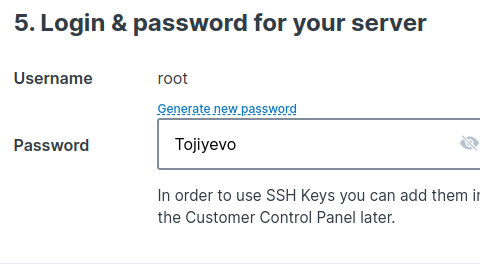 5. Login & password for your server
Username
root
Generate new password
Password
Tojiyevo
In order to use SSH Keys you can add them
the Customer Control Panel later.